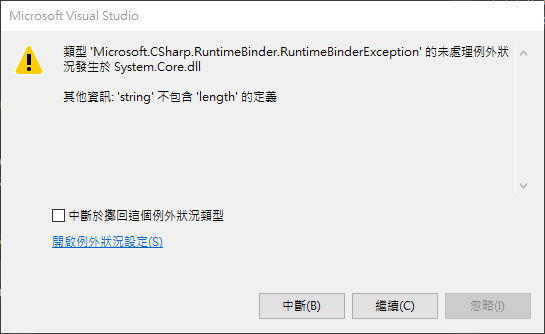 Microsoft Visual Studio
類型 'Microsoft.CSharp.RuntimeBinder.RuntimeBinderException' 的未處理例外狀
況發生於 System.Core.dll
其他資訊: 'string' 不包含 'length' 的定義
中斷於擲回這個例外狀況類型
開啟例外狀況設定(S)
中斷(B)
繼續(C)
忽略(I)